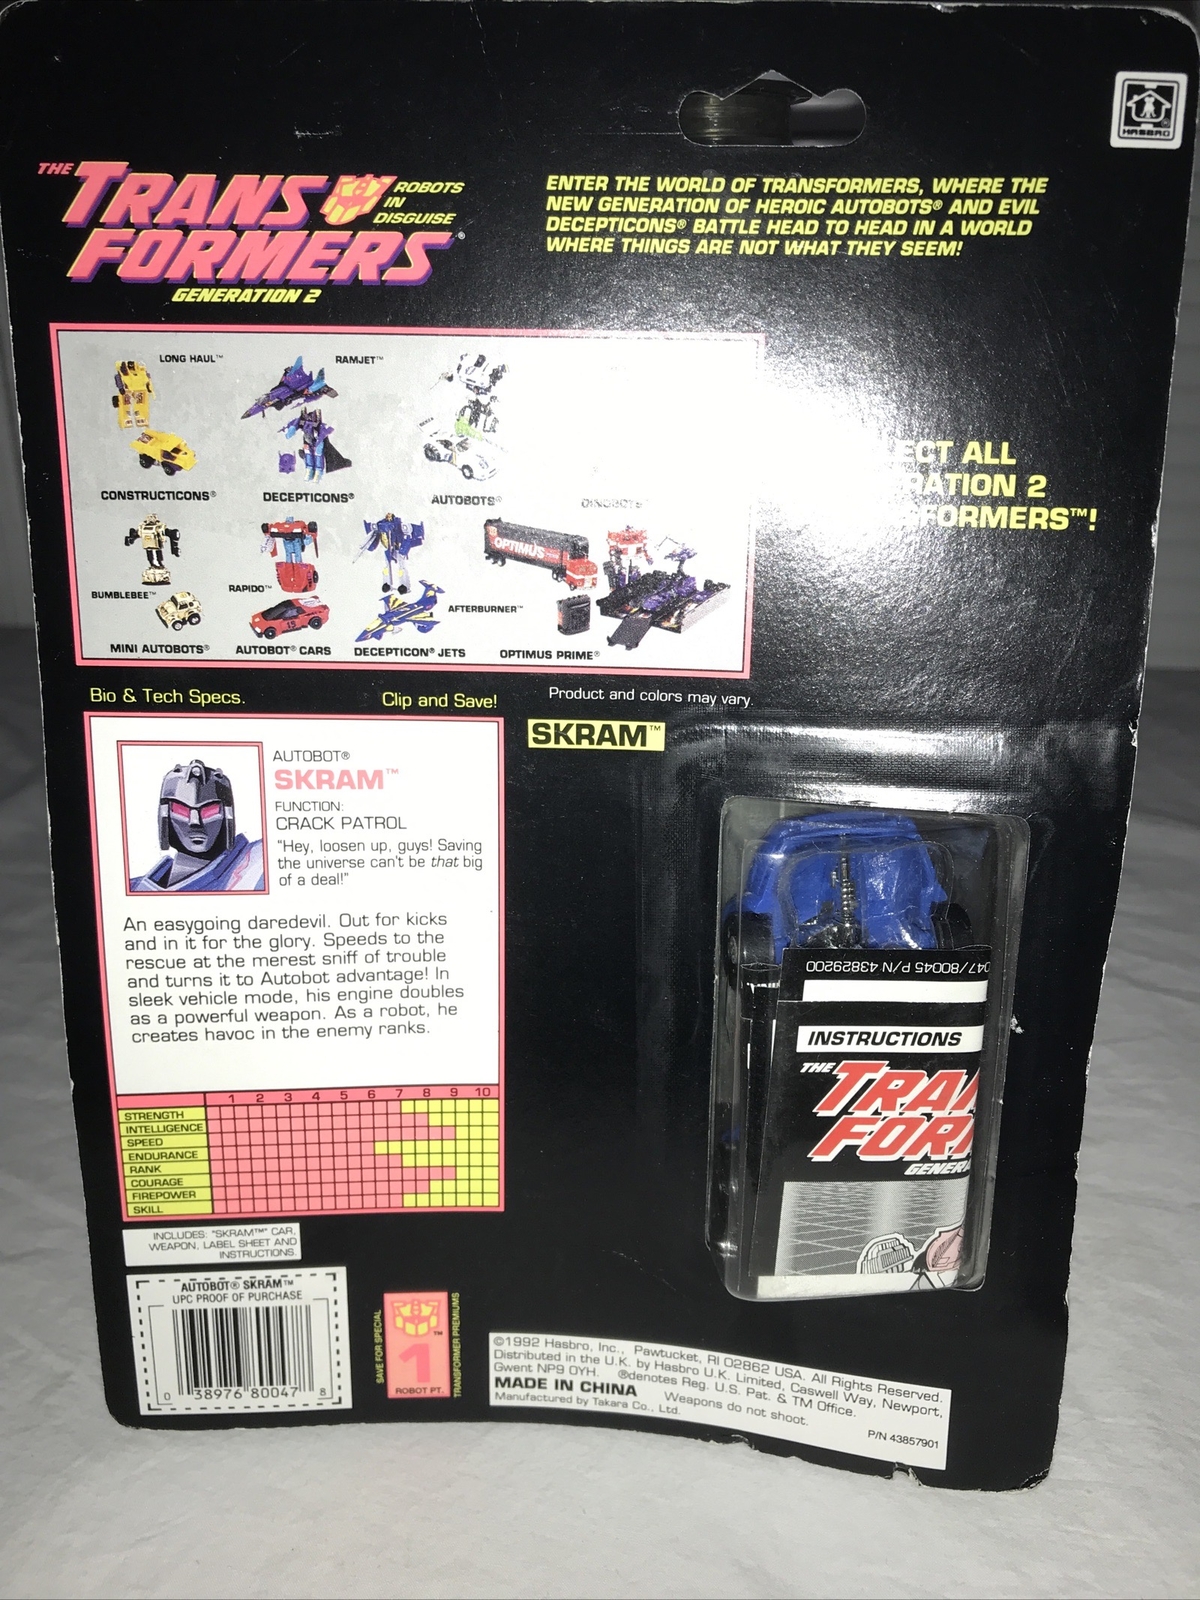 HASBRO
THE
TRANS
FORMERS
ROBOTS
IN
DISGUISE
®
GENERATION 2
ENTER THE WORLD OF TRANSFORMERS, WHERE THE
NEW GENERATION OF HEROIC AUTOBOTS® AND EVIL
DECEPTICONS® BATTLE HEAD TO HEAD IN A WORLD
WHERE THINGS ARE NOT WHAT THEY SEEM!
LONG HAUL™
RAMJET™
CONSTRUCTICONS®
DECEPTICONS®
AUTOBOTS®
DINOBOTS®
ECT ALL
RATION 2
FORMERS™!
OPTIMUS
BUMBLEBEE™
RAPIDO™
AFTERBURNER™
MINI AUTOBOTS®
AUTOBOT® CARS
DECEPTICON® JETS
OPTIMUS PRIME®
Bio & Tech Specs.
Clip and Save!
Product and colors may vary.
SKRAM™
AUTOBOT®
SKRAM™
FUNCTION:
CRACK PATROL
"Hey, loosen up, guys! Saving
the universe can't be that big
of a deal!"
An easygoing daredevil. Out for kicks
and in it for the glory. Speeds to the
rescue at the merest sniff of trouble
and turns it to Autobot advantage! In
sleek vehicle mode, his engine doubles
as a powerful weapon. As a robot, he
creates havoc in the enemy ranks.
1 2 3 4 5 6 7 8 9 10
STRENGTH
INTELLIGENCE
SPEED
ENDURANCE
RANK
COURAGE
FIREPOWER
SKILL
047/80045 P/N 43829200
INSTRUCTIONS
THE
TRA
FOR
GENERA
INCLUDES: "SKRAM™" CAR,
WEAPON, LABEL SHEET AND
INSTRUCTIONS.
AUTOBOT® SKRAM™
UPC PROOF OF PURCHASE
0 38976 80047 8
SAVE FOR SPECIAL
TM
1
ROBOT PT.
TRANSFORMER PREMIUMS
©1992 Hasbro, Inc., Pawtucket, RI 02862 USA. All Rights Reserved.
Distributed in the U.K. by Hasbro U.K. Limited, Caswell Way, Newport,
Gwent NP9 0YH. ®denotes Reg. U.S. Pat. & TM Office.
MADE IN CHINA Weapons do not shoot.
Manufactured by Takara Co., Ltd.
P/N 43857901